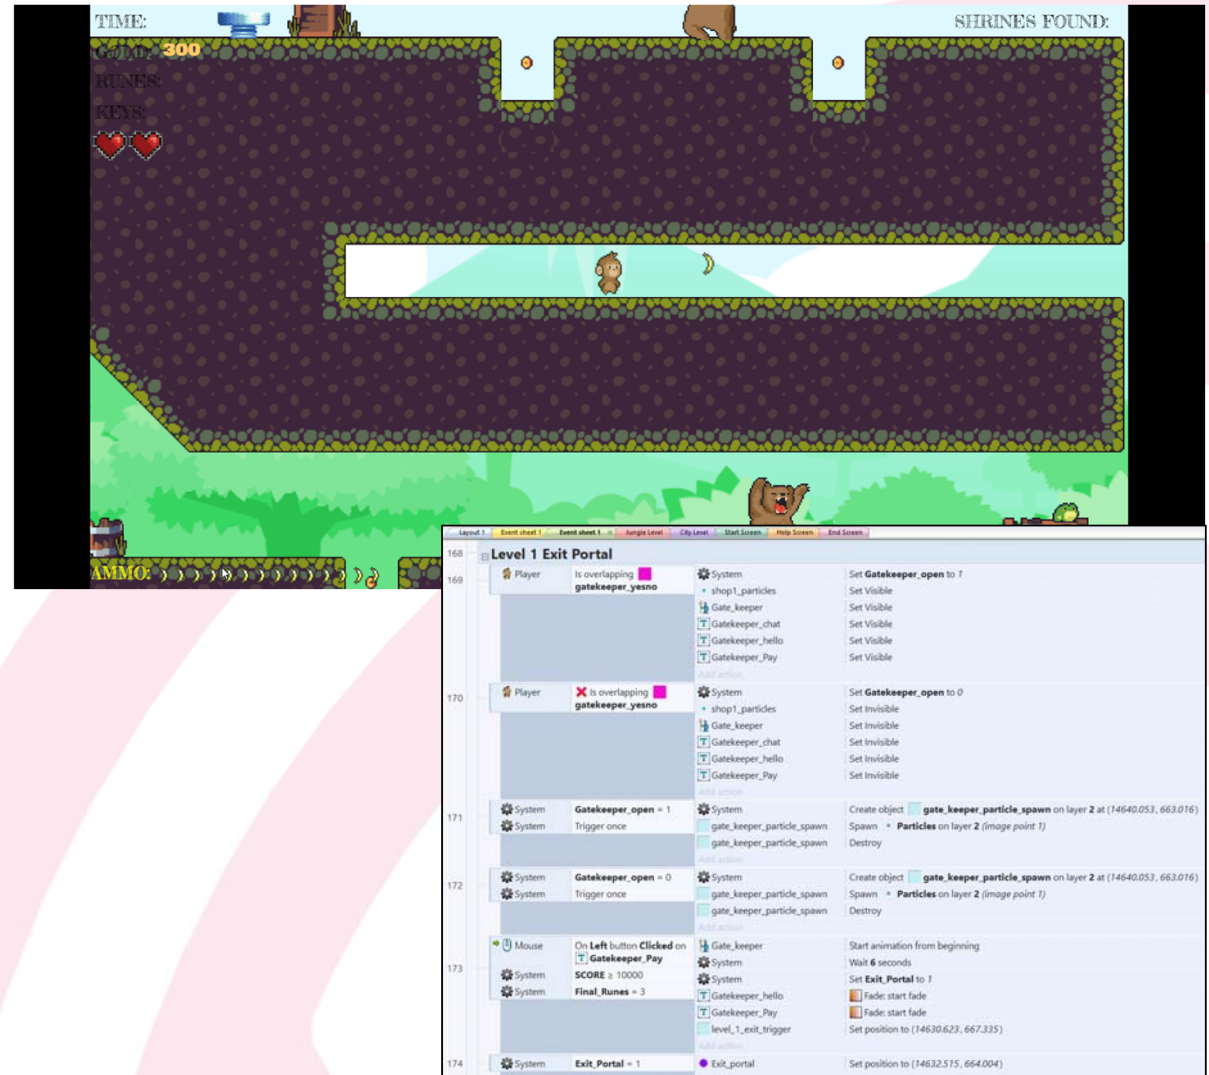 TIME:
SHRINES FOUND:
GOLD: 300
RUNES:
KEYS:
AMMO:
Layout 1 Event sheet 1 Event sheet 1 × Jungle Level City Level Start Screen Help Screen End Screen
168 Level 1 Exit Portal
169 Player Is overlapping gatekeeper_yesno System Set Gatekeeper_open to 1
shop1_particles Set Visible
Gate_keeper Set Visible
Gatekeeper_chat Set Visible
Gatekeeper_hello Set Visible
Gatekeeper_Pay Set Visible
Add action
170 Player Is overlapping gatekeeper_yesno System Set Gatekeeper_open to 0
shop1_particles Set Invisible
Gate_keeper Set Invisible
Gatekeeper_chat Set Invisible
Gatekeeper_hello Set Invisible
Gatekeeper_Pay Set Invisible
Add action
171 System Gatekeeper_open = 1 System Create object gate_keeper_particle_spawn on layer 2 at (14640.053, 663.016)
System Trigger once gate_keeper_particle_spawn Spawn Particles on layer 2 (image point 1)
gate_keeper_particle_spawn Destroy
Add action
172 System Gatekeeper_open = 0 System Create object gate_keeper_particle_spawn on layer 2 at (14640.053, 663.016)
System Trigger once gate_keeper_particle_spawn Spawn Particles on layer 2 (image point 1)
gate_keeper_particle_spawn Destroy
Add action
173 Mouse On Left button Clicked on Gatekeeper_Pay Gate_keeper Start animation from beginning
System Wait 6 seconds
System SCORE ≥ 10000 System Set Exit_Portal to 1
System Final_Runes = 3 Gatekeeper_hello Fade: start fade
Gatekeeper_Pay Fade: start fade
level_1_exit_trigger Set position to (14630.623, 667.335)
Add action
174 System Exit_Portal = 1 Exit_portal Set position to (14632.515, 664.004)